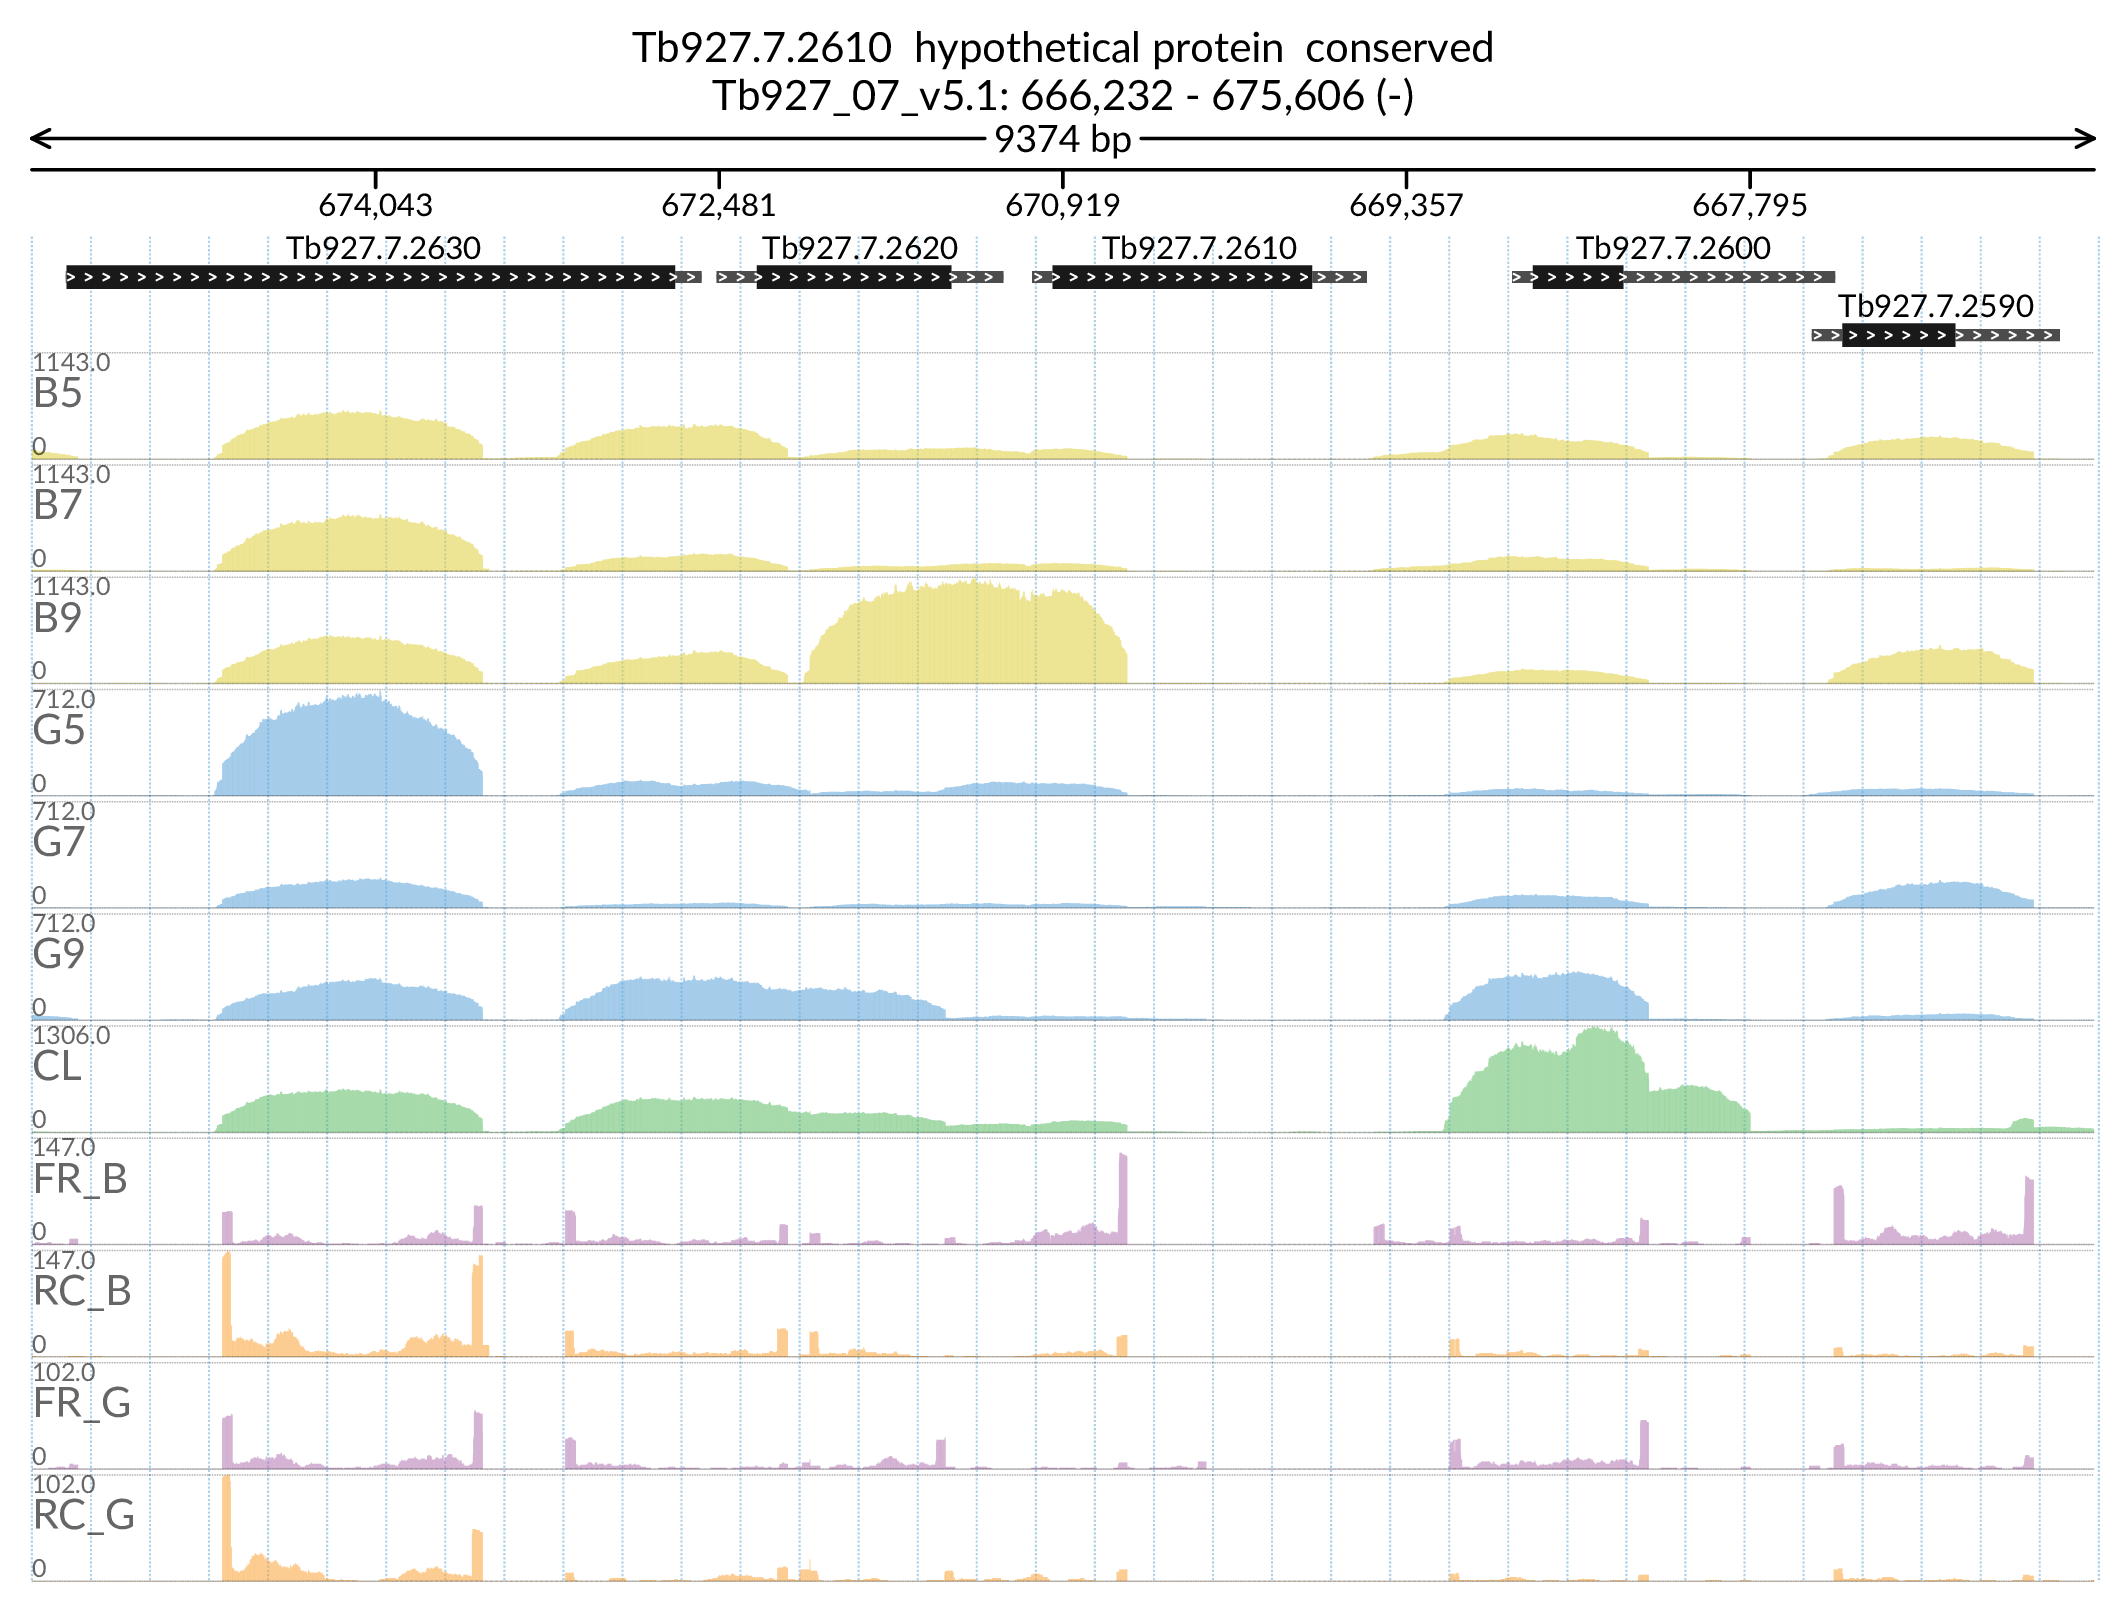 Tb927.7.2610  hypothetical protein  conserved
Tb927_07_v5.1: 666,232 - 675,606 (-)
9374 bp
674,043 672,481 670,919 669,357 667,795
Tb927.7.2630 Tb927.7.2620 Tb927.7.2610 Tb927.7.2600
Tb927.7.2590
1143.0
B5
0
1143.0
B7
0
1143.0
B9
0
712.0
G5
0
712.0
G7
0
712.0
G9
0
1306.0
CL
0
147.0
FR_B
0
147.0
RC_B
0
102.0
FR_G
0
102.0
RC_G
0